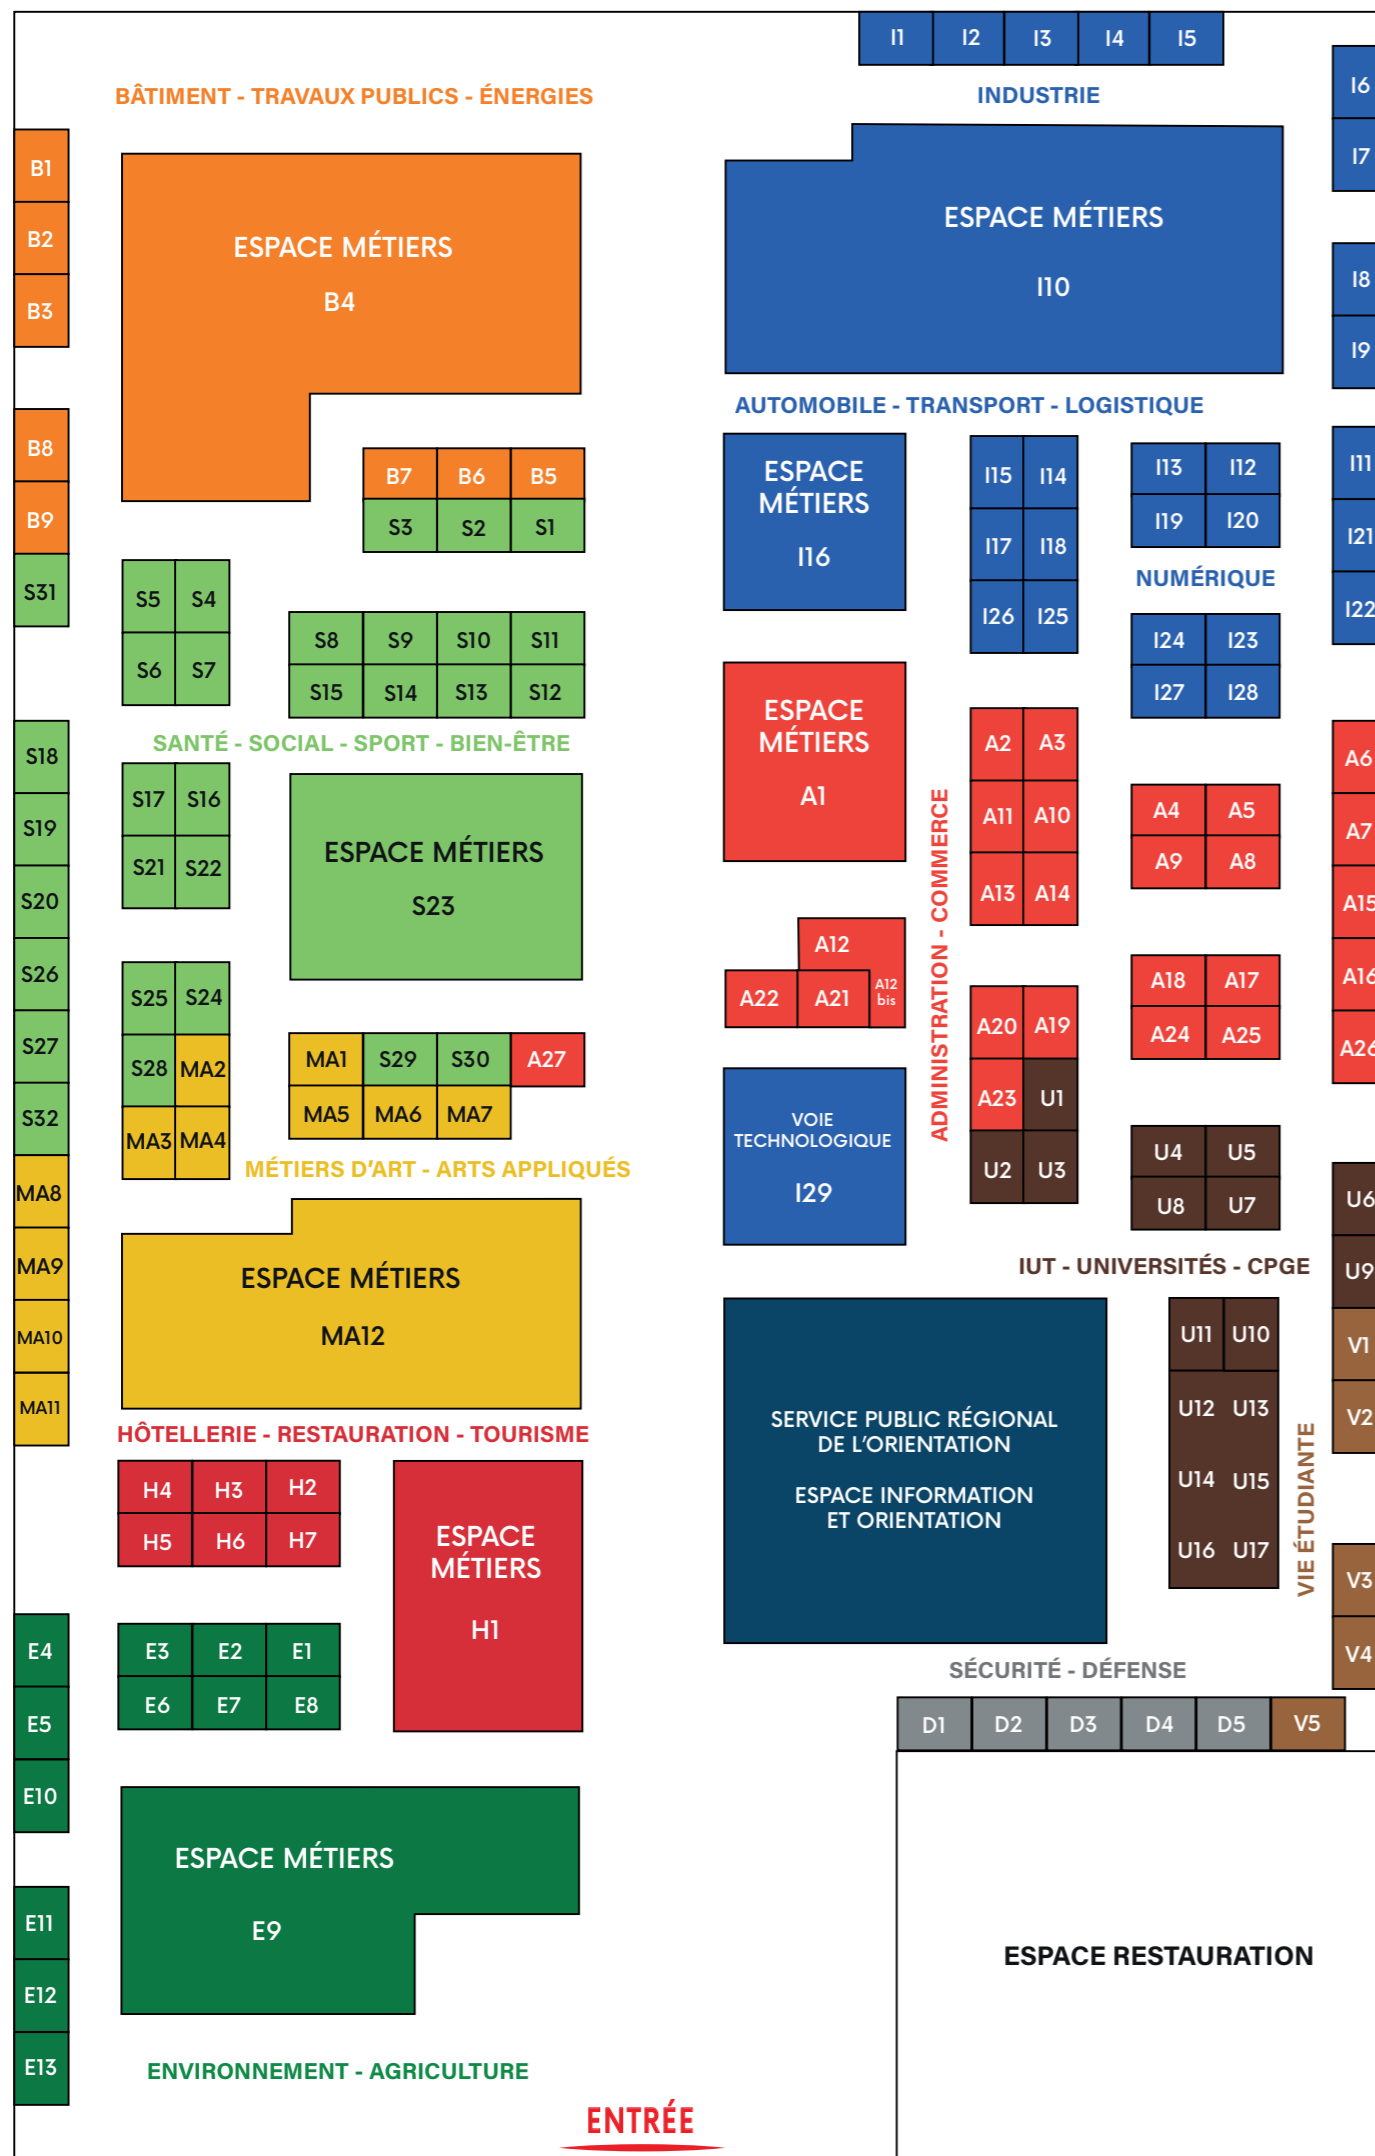 I1 I2 I3 I4 I5
I6
BÂTIMENT - TRAVAUX PUBLICS - ÉNERGIES
INDUSTRIE
I7
B1
B2
B3
ESPACE MÉTIERS
B4
ESPACE MÉTIERS
I10
I8
I9
AUTOMOBILE - TRANSPORT - LOGISTIQUE
B8
B9
S31
B7 B6 B5
S3 S2 S1
ESPACE
MÉTIERS
I16
I15 I14
I17 I18
I26 I25
I13 I12
I19 I20
NUMÉRIQUE
I24 I23
I27 I28
I11
I21
I22
S5 S4
S6 S7
S8 S9 S10 S11
S15 S14 S13 S12
SANTÉ - SOCIAL - SPORT - BIEN-ÊTRE
S18
S19
S20
S26
S27
S32
MA8
MA9
MA10
MA11
S17 S16
S21 S22
ESPACE MÉTIERS
S23
S25 S24
S28 MA2
MA3 MA4
MA1 S29 S30 A27
MA5 MA6 MA7
MÉTIERS D'ART - ARTS APPLIQUÉS
ESPACE MÉTIERS
MA12
ESPACE
MÉTIERS
A1
ADMINISTRATION - COMMERCE
A2 A3
A11 A10
A13 A14
A4 A5
A9 A8
A6
A7
A15
A16
A26
A12
A22 A21 A12
bis
A20 A19
A23 U1
U2 U3
A18 A17
A24 A25
VOIE
TECHNOLOGIQUE
I29
U4 U5
U8 U7
U6
U9
V1
V2
IUT - UNIVERSITÉS - CPGE
SERVICE PUBLIC RÉGIONAL
DE L'ORIENTATION
ESPACE INFORMATION
ET ORIENTATION
U11 U10
U12 U13
U14 U15
U16 U17
VIE ÉTUDIANTE
V3
V4
HÔTELLERIE - RESTAURATION - TOURISME
H4 H3 H2
H5 H6 H7
ESPACE
MÉTIERS
H1
E4
E5
E10
E3 E2 E1
E6 E7 E8
SÉCURITÉ - DÉFENSE
D1 D2 D3 D4 D5 V5
ESPACE MÉTIERS
E9
E11
E12
E13
ESPACE RESTAURATION
ENVIRONNEMENT - AGRICULTURE
ENTRÉE